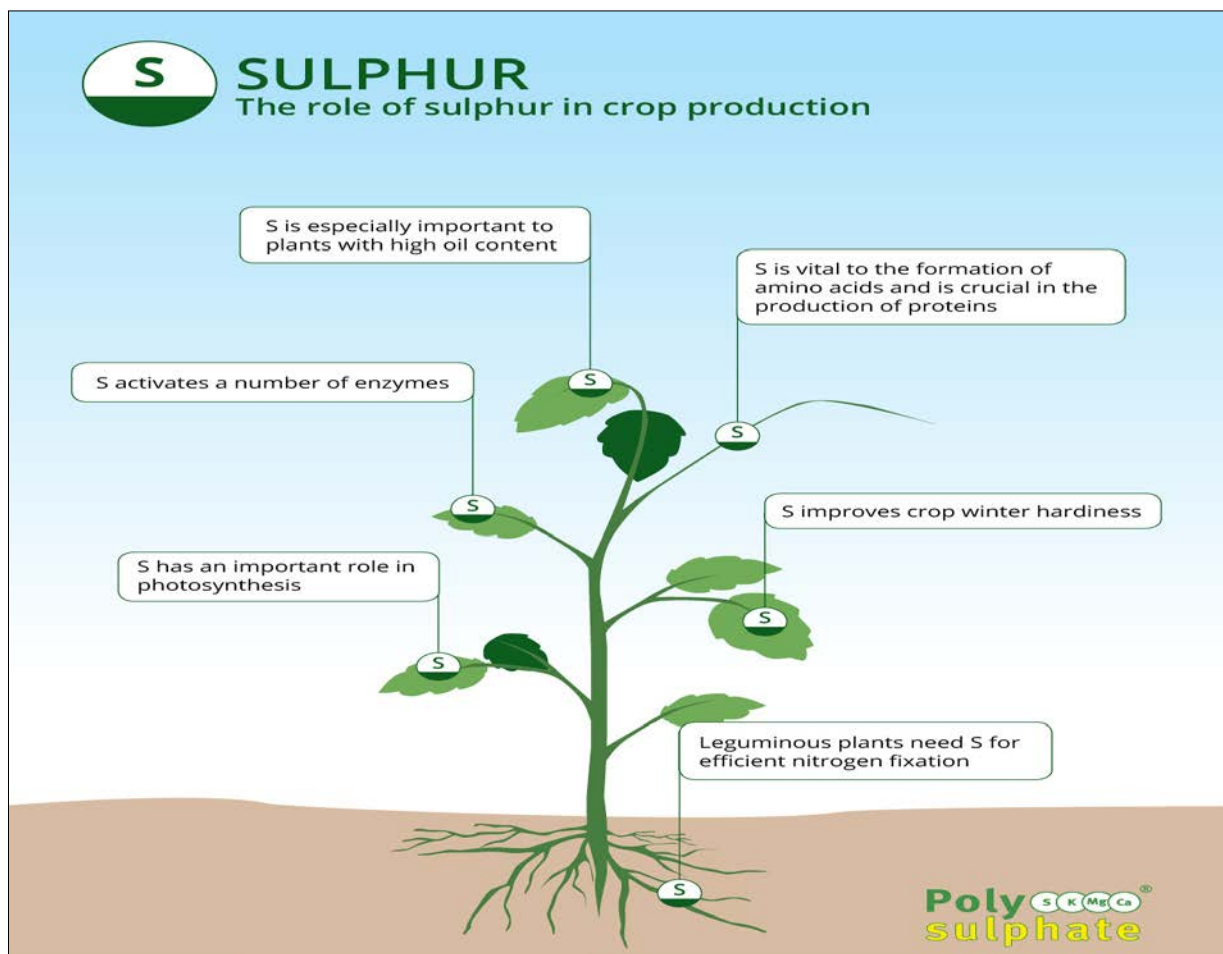 S
SULPHUR
The role of sulphur in crop production
S is especially important to
plants with high oil content
S is vital to the formation of
amino acids and is crucial in the
production of proteins
S activates a number of enzymes
S
S
S
S improves crop winter hardiness
S has an important role in
photosynthesis
S
S
Leguminous plants need S for
efficient nitrogen fixation
S
Poly S K Mg Ca ®
sulphate